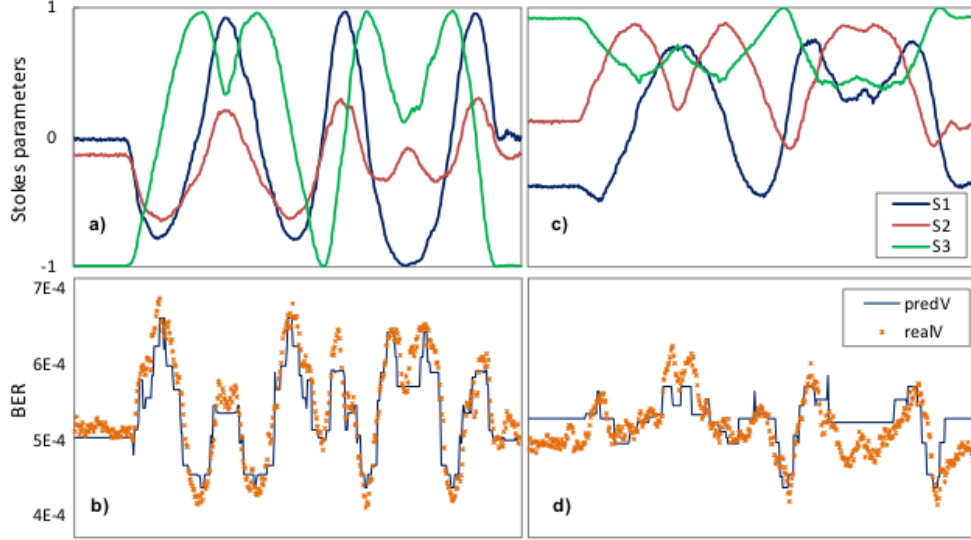 1
0
-1
Stokes parameters
a)
c)
S1
S2
S3
7E-4
6E-4
5E-4
4E-4
BER
b)
d)
predV
realV